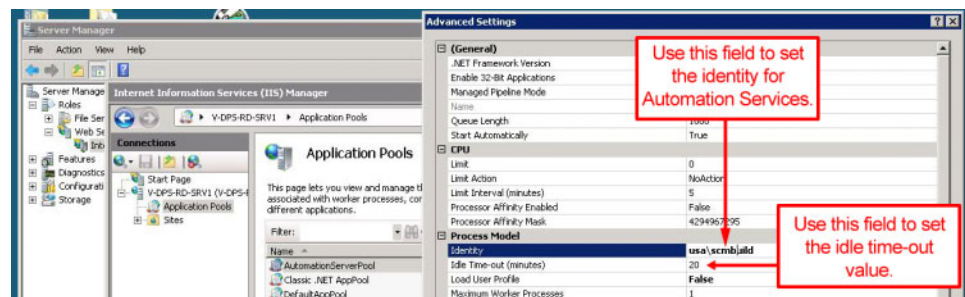 Server Manager
File Action View Help
Server Manage
Roles
File Ser
Web Se
Inb
Features
Diagnostics
Configurati
Storage
Internet Information Services (IIS) Manager
V-DPS-RD-SRV1 Application Pools
Connections
Start Page
V-DPS-RD-SRV1 (V-DPS-F
Application Pools
Sites
Application Pools
This page lets you view and manage t
associated with worker processes, cor
different applications.
Filter:
Name
AutomationServerPool
Classic .NET AppPool
DefaultAppPool
Advanced Settings
(General)
.NET Framework Version
Enable 32-Bit Applications
Managed Pipeline Mode
Name
Queue Length 1000
Start Automatically True
CPU
Limit 0
Limit Action NoAction
Limit Interval (minutes) 5
Processor Affinity Enabled False
Processor Affinity Mask 4294967295
Process Model
Identity usa\scmbuild
Idle Time-out (minutes) 20
Load User Profile False
Maximum Worker Processes 1
Use this field to set
the identity for
Automation Services.
Use this field to set
the idle time-out
value.